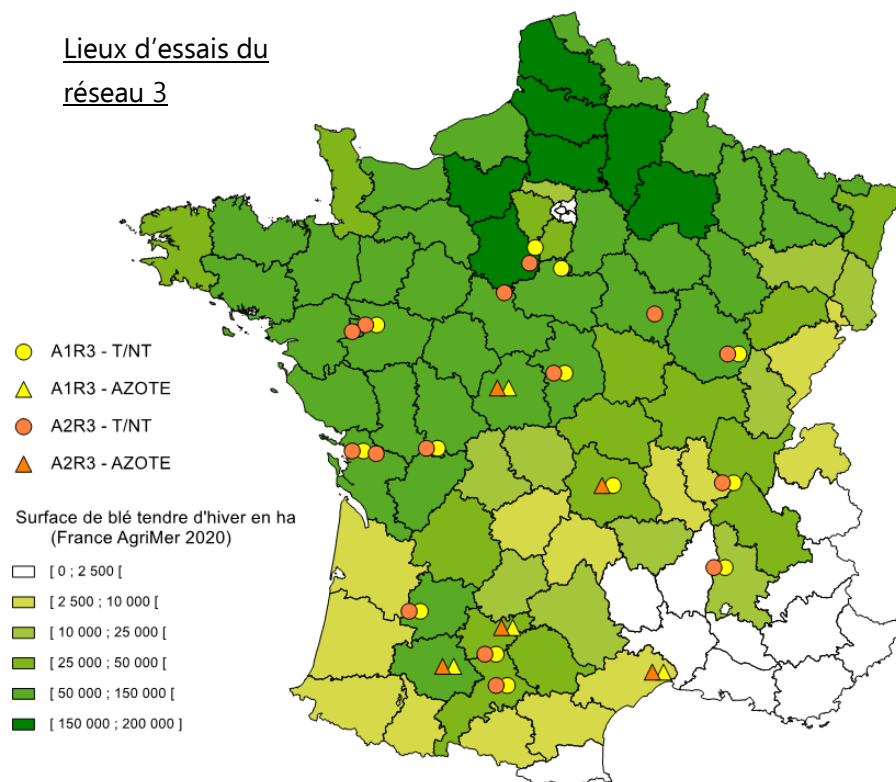 Lieux d'essais du
réseau 3
A1R3 - T/NT
A1R3 - AZOTE
A2R3 - T/NT
A2R3 - AZOTE
Surface de blé tendre d'hiver en ha
(France AgriMer 2020)
[ 0 ; 2 500 [
[ 2 500 ; 10 000 [
[ 10 000 ; 25 000 [
[ 25 000 ; 50 000 [
[ 50 000 ; 150 000 [
[ 150 000 ; 200 000 ]